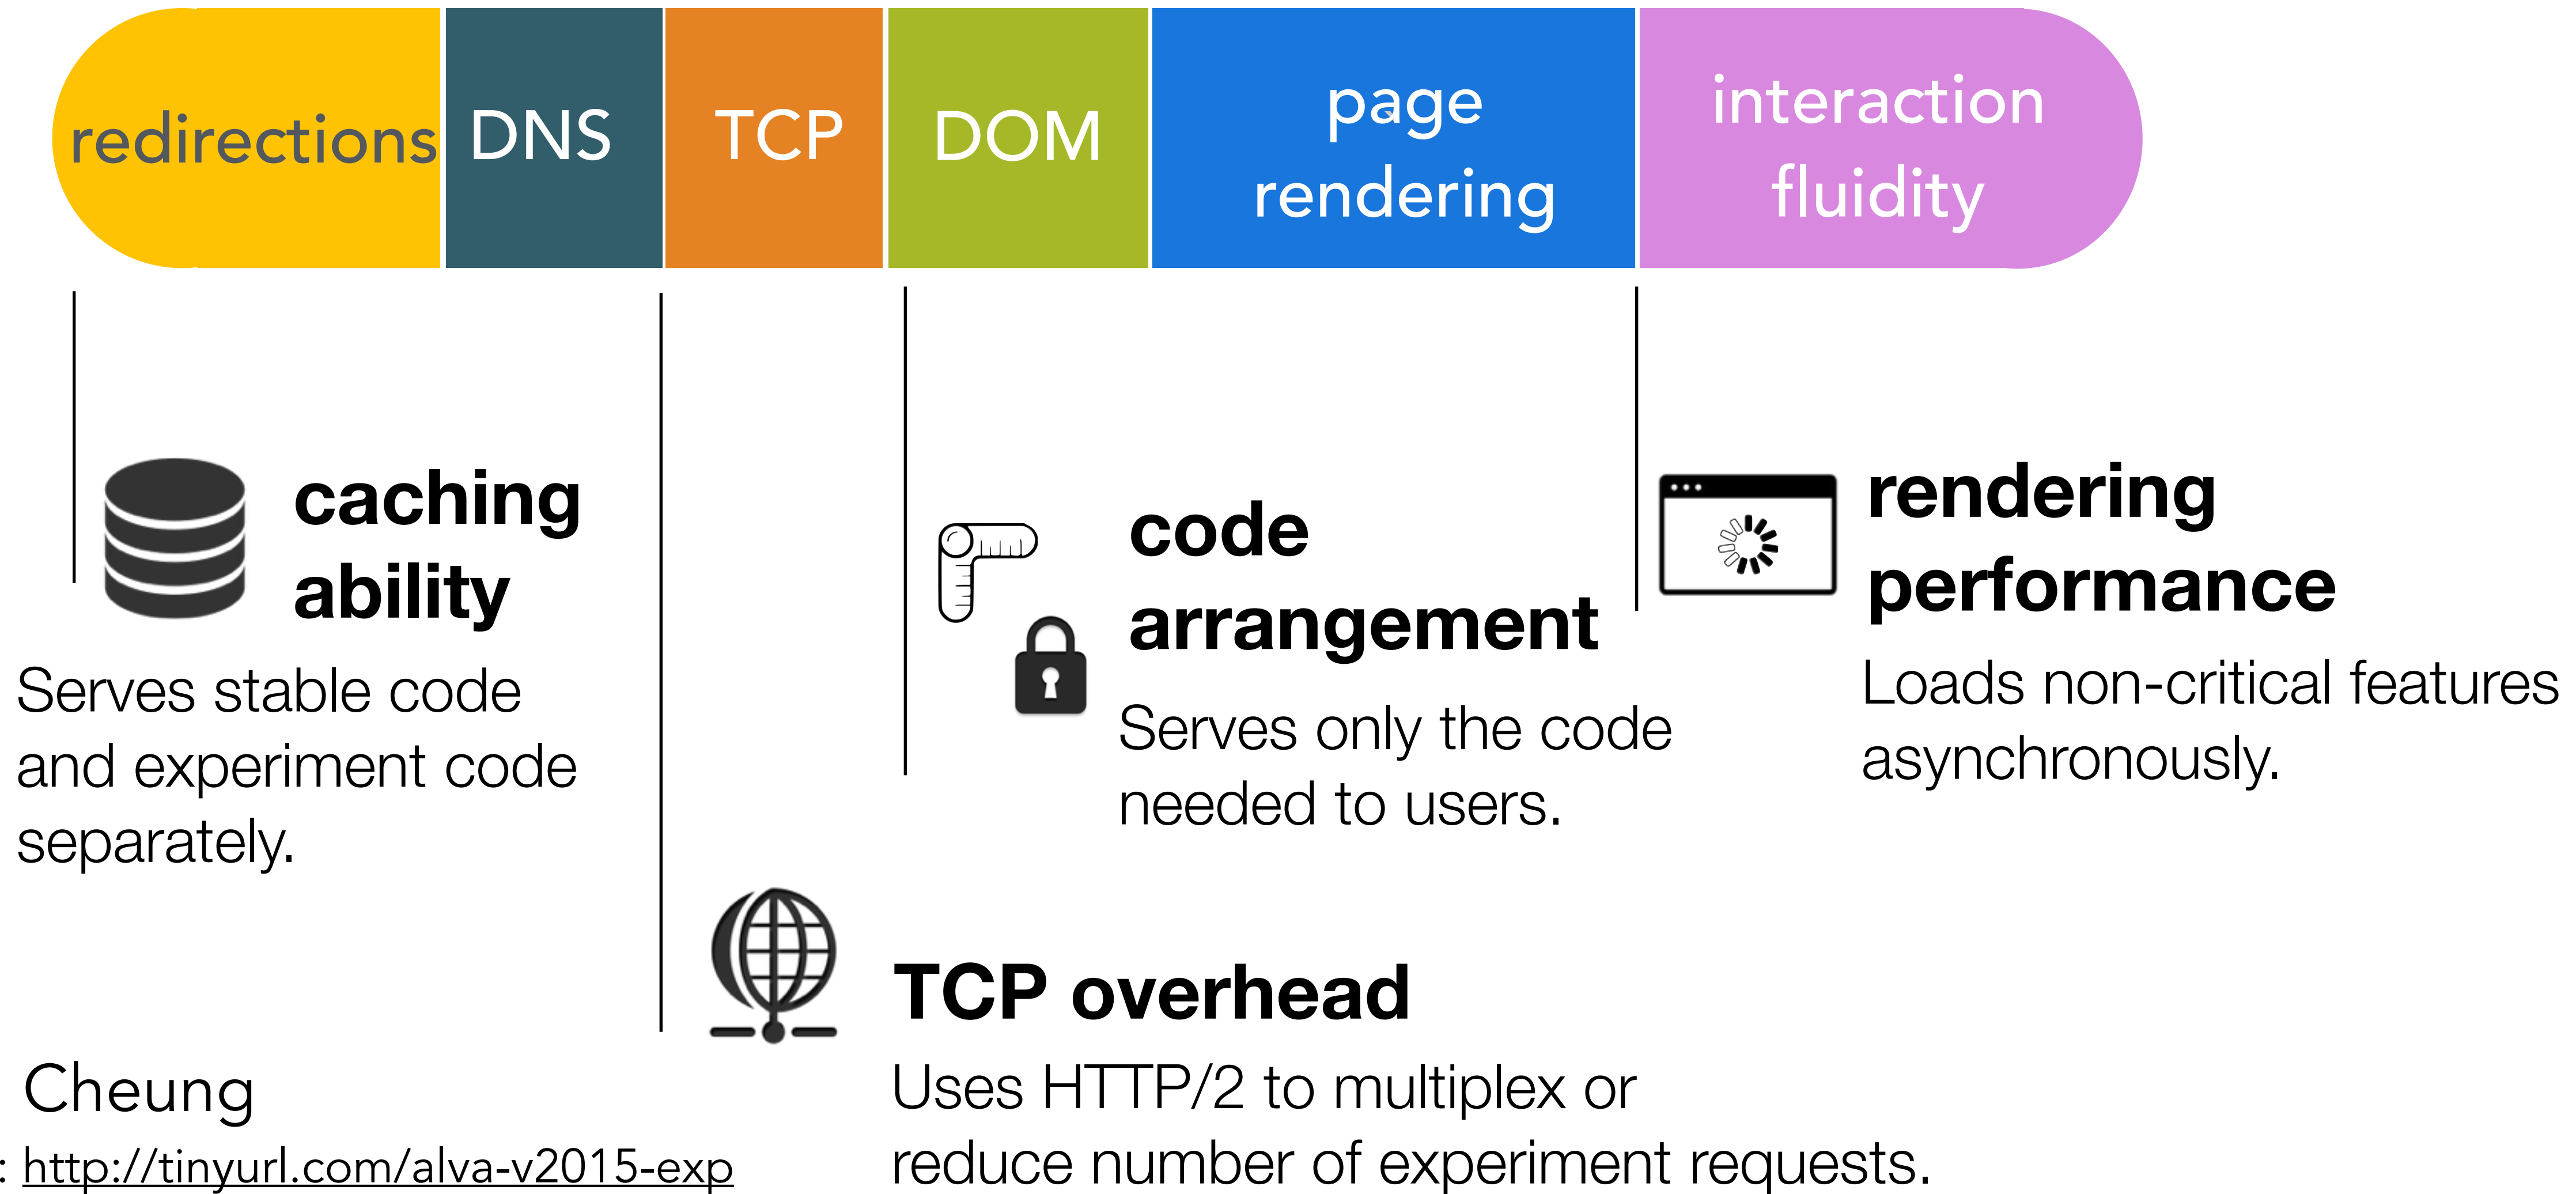 redirections
DNS
TCP
DOM
page
rendering
interaction
fluidity
caching
ability
Serves stable code
and experiment code
separately.
code
arrangement
Serves only the code
needed to users.
rendering
performance
Loads non-critical features
asynchronously.
TCP overhead
Uses HTTP/2 to multiplex or
reduce number of experiment requests.
Cheung
: http://tinyurl.com/alva-v2015-exp